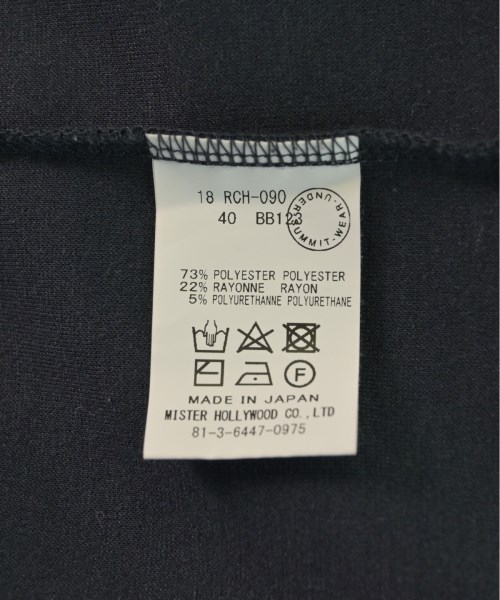 18 RCH-090
40 BB123
UNDER SUMMIT-WEAR-
73% POLYESTER POLYESTER
22% RAYONNE RAYON
5% POLYURETHANNE POLYURETHANE
F
MADE IN JAPAN
MISTER HOLLYWOOD CO.,LTD
81-3-6447-0975